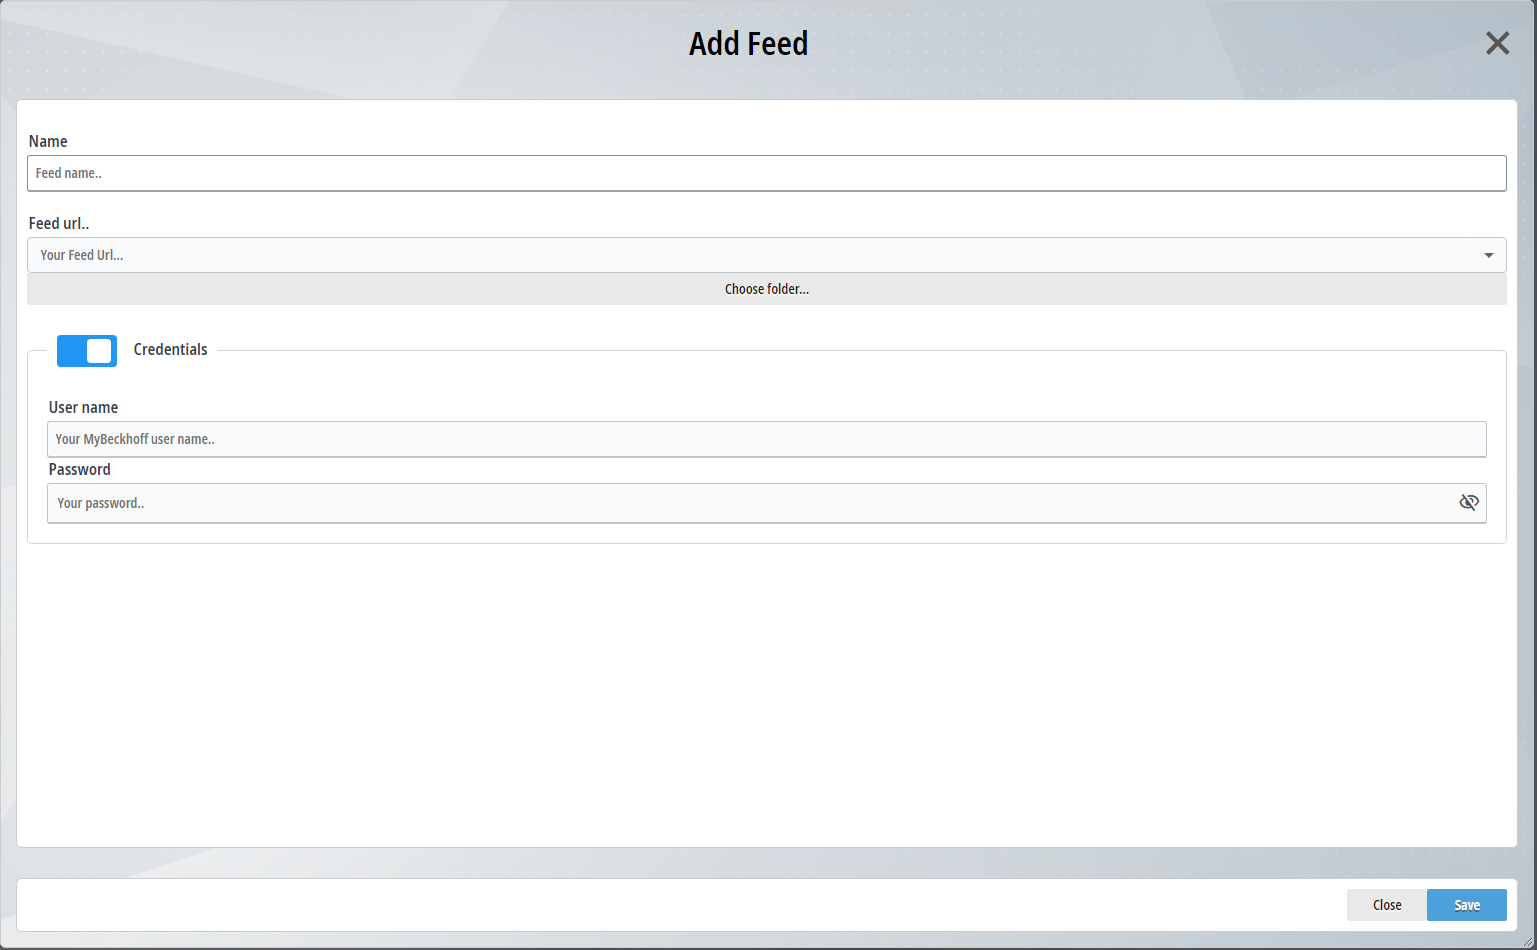 Add Feed
Name
Feed name..
Feed url..
Your Feed Url...
Choose folder...
Credentials
User name
Your MyBeckhoff user name..
Password
Your password..
Close
Save